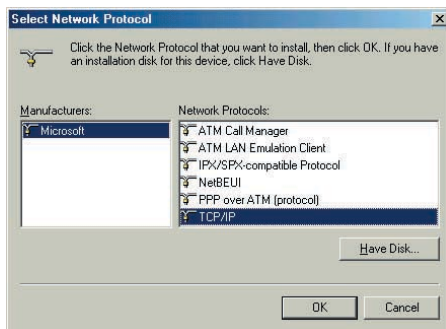 Select Network Protocol
Click the Network Protocol that you want to install, then click OK. If you have
an installation disk for this device, click Have Disk.
Manufacturers:
Microsoft
Network Protocols:
ATM Call Manager
ATM LAN Emulation Client
IPX/SPX-compatible Protocol
NetBEUI
PPP over ATM (protocol)
TCP/IP
Have Disk...
OK
Cancel